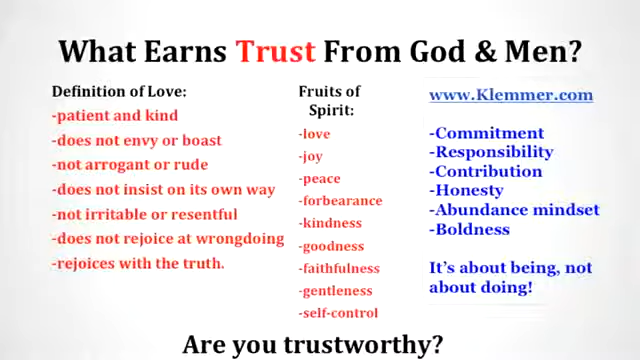 What Earns Trust From God & Men?
Definition of Love:
-patient and kind
-does not envy or boast
-not arrogant or rude
-does not insist on its own way
-not irritable or resentful
-does not rejoice at wrongdoing
-rejoices with the truth.
Fruits of
Spirit:
-love
-joy
-peace
-forbearance
-kindness
-goodness
-faithfulness
-gentleness
-self-control
www.Klemmer.com
-Commitment
-Responsibility
-Contribution
-Honesty
-Abundance mindset
-Boldness
It's about being, not
about doing!
Are you trustworthy?